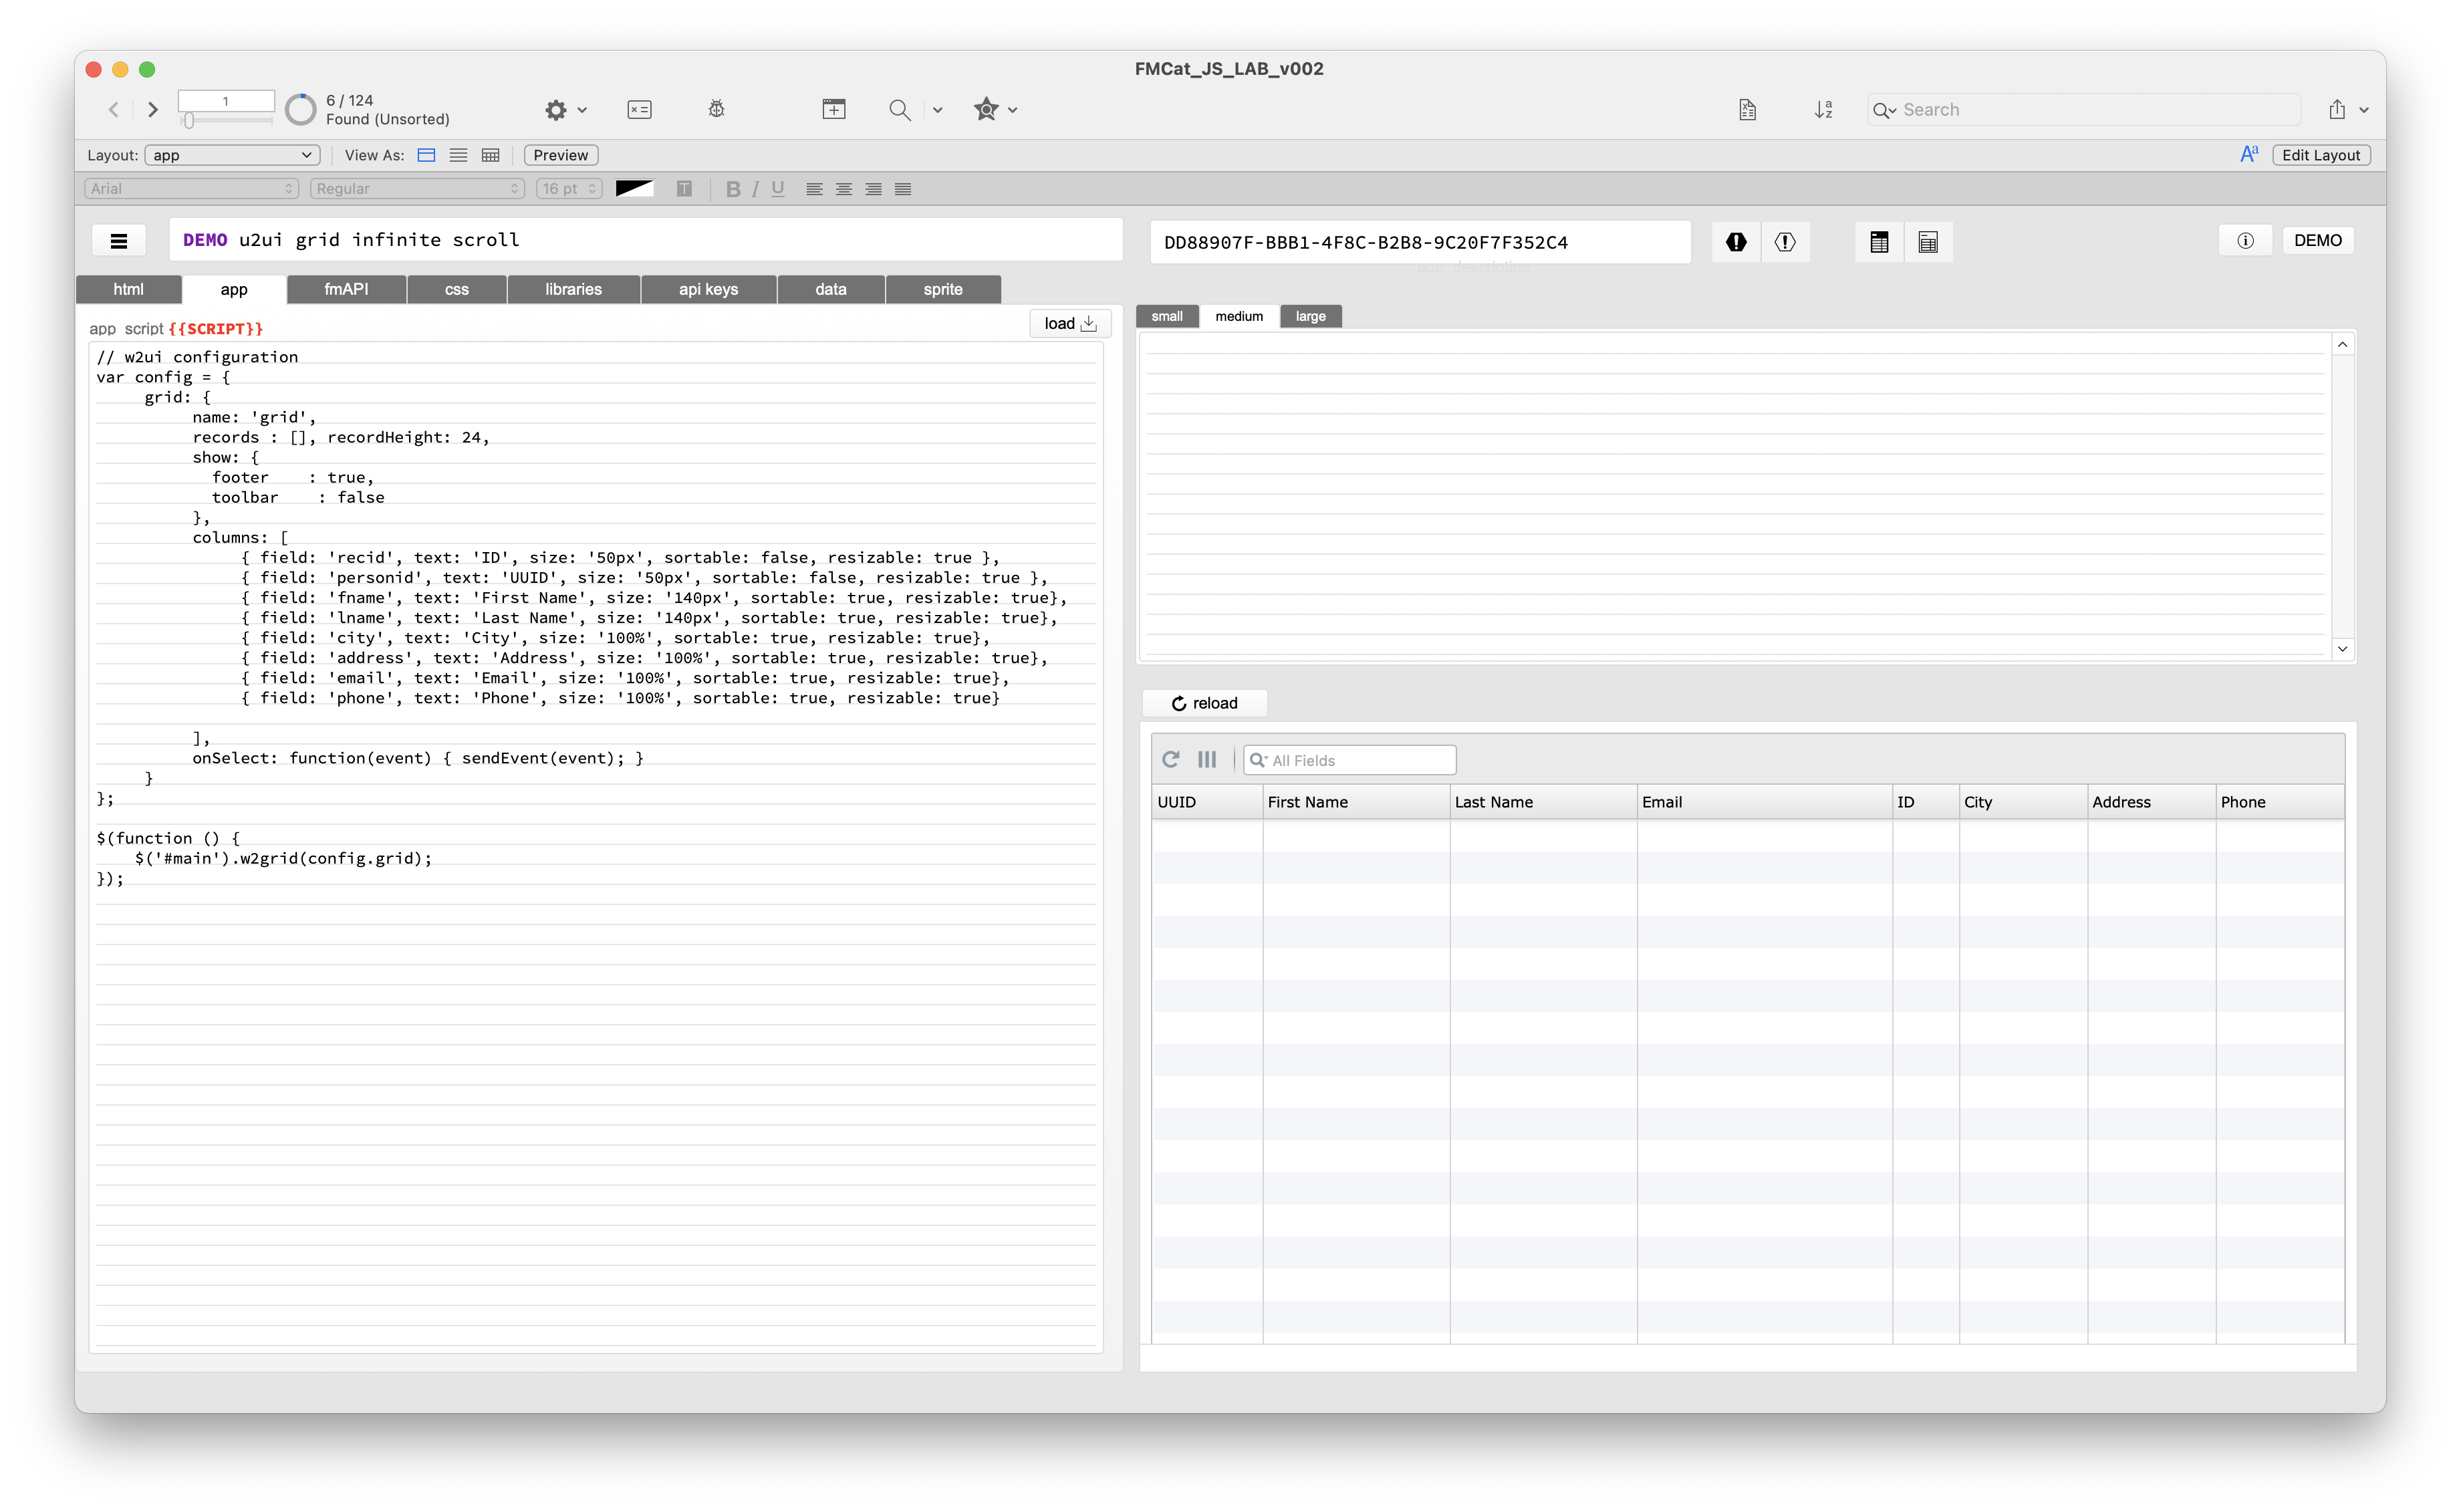 FMCat_JS_LAB_v002
1
6 / 124
Found (Unsorted)
Search
Layout: app View As: Preview Aa Edit Layout
Arial Regular 16 pt T B I U
DEMO u2ui grid infinite scroll
DD88907F-BBB1-4F8C-B2B8-9C20F7F352C4
DEMO
app_description
html app fmAPI css libraries api keys data sprite
small medium large
app_script {{SCRIPT}} load
// w2ui configuration
var config = {
grid: {
name: 'grid',
records : [], recordHeight: 24,
show: {
footer    : true,
toolbar    : false
},
columns: [
{ field: 'recid', text: 'ID', size: '50px', sortable: false, resizable: true },
{ field: 'personid', text: 'UUID', size: '50px', sortable: false, resizable: true },
{ field: 'fname', text: 'First Name', size: '140px', sortable: true, resizable: true},
{ field: 'lname', text: 'Last Name', size: '140px', sortable: true, resizable: true},
{ field: 'city', text: 'City', size: '100%', sortable: true, resizable: true},
{ field: 'address', text: 'Address', size: '100%', sortable: true, resizable: true},
{ field: 'email', text: 'Email', size: '100%', sortable: true, resizable: true},
{ field: 'phone', text: 'Phone', size: '100%', sortable: true, resizable: true}
],
onSelect: function(event) { sendEvent(event); }
}
};
$(function () {
$('#main').w2grid(config.grid);
});
reload
All Fields
UUID First Name Last Name Email ID City Address Phone